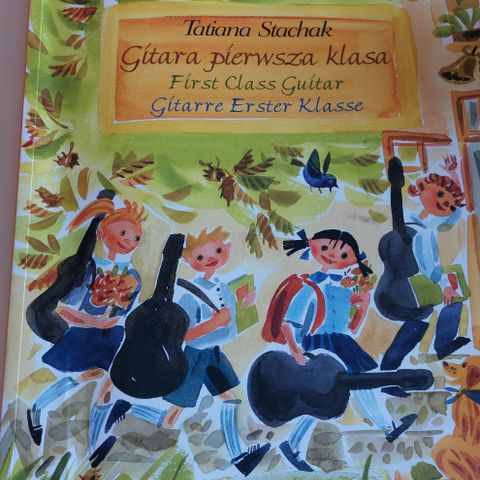 Tatiana Stachak
Gitara pierwsza klasa
First Class Guitar
Gitarre Erster Klasse